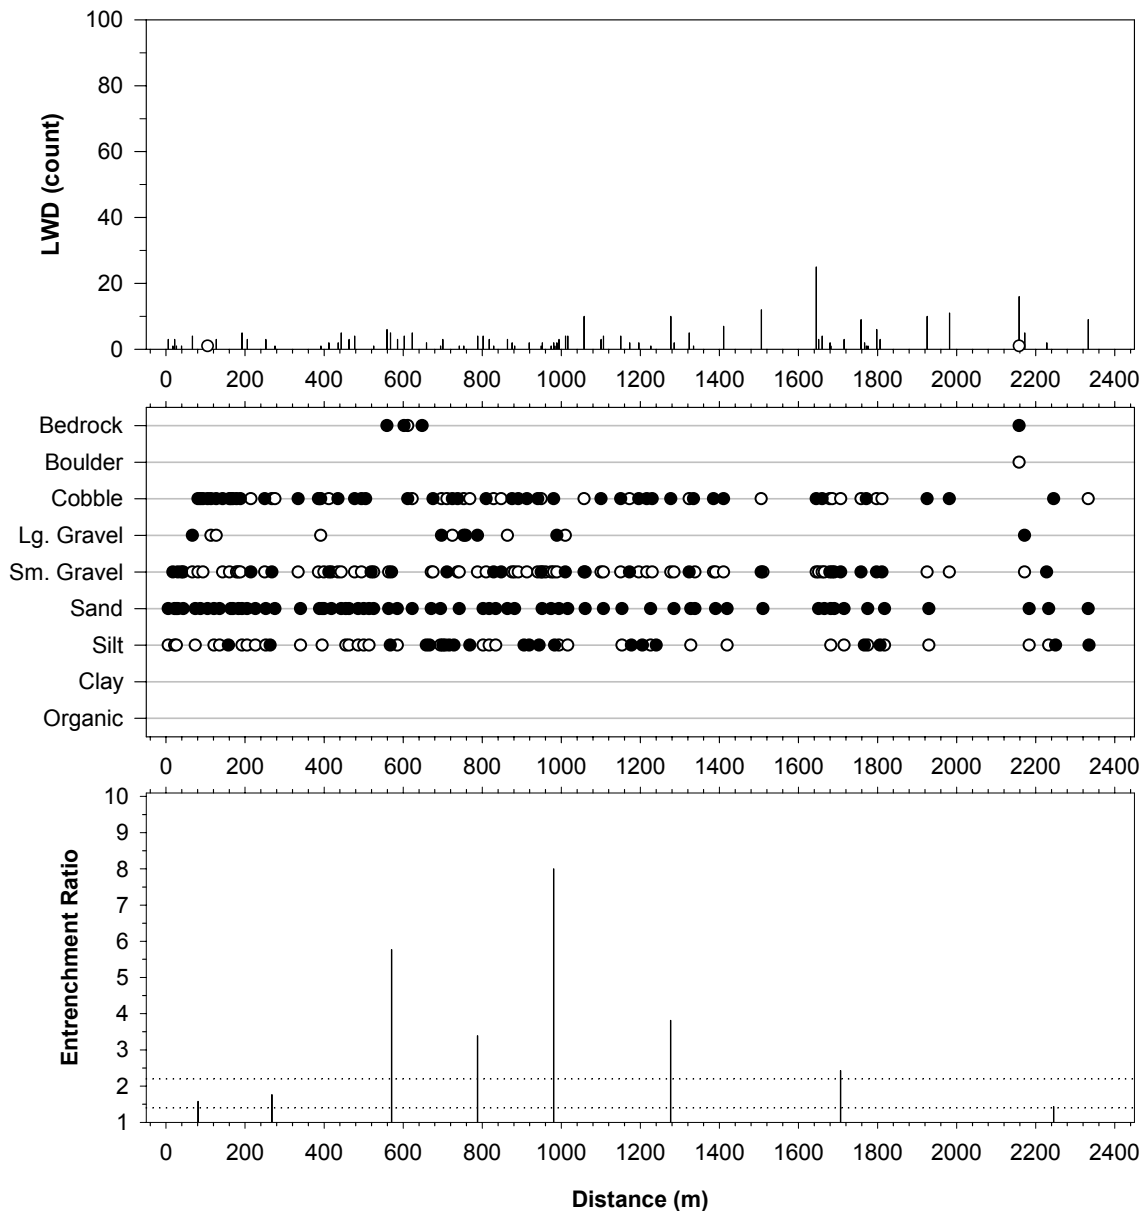 100
80
60
40
20
0
LWD (count)
0 200 400 600 800 1000 1200 1400 1600 1800 2000 2200 2400
Bedrock
Boulder
Cobble
Lg. Gravel
Sm. Gravel
Sand
Silt
Clay
Organic
0 200 400 600 800 1000 1200 1400 1600 1800 2000 2200 2400
10
9
8
7
6
5
4
3
2
1
Entrenchment Ratio
0 200 400 600 800 1000 1200 1400 1600 1800 2000 2200 2400
Distance (m)